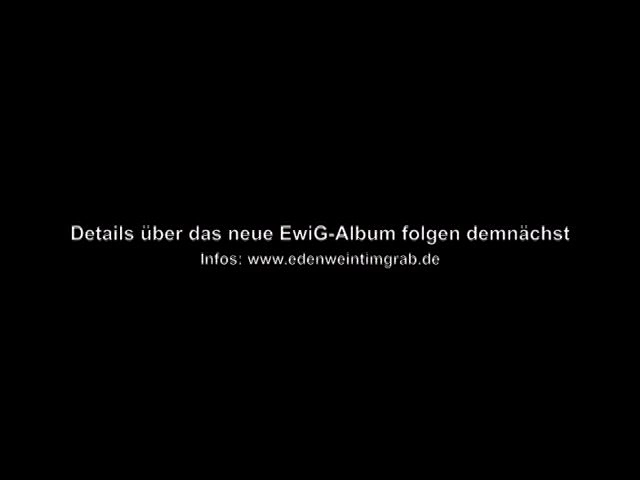 Details über das neue EwiG-Album folgen demnächst
Infos: www.edenweintimgrab.de